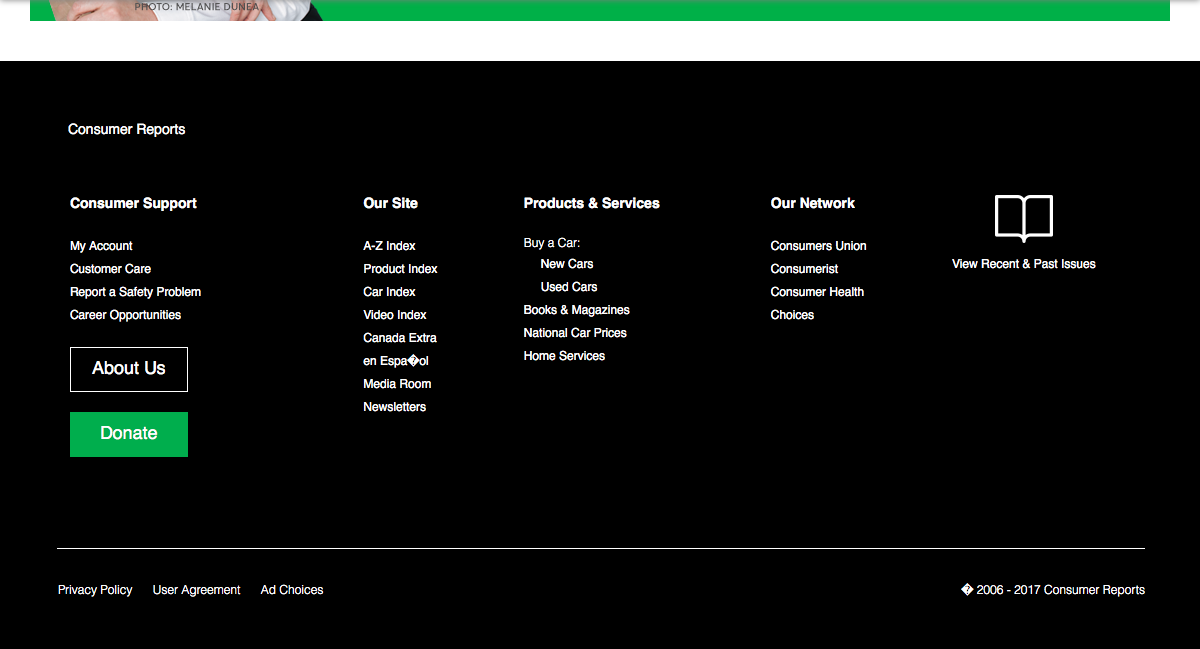 PHOTO: MELANIE DUNEA
Consumer Reports
Consumer Support
My Account
Customer Care
Report a Safety Problem
Career Opportunities
About Us
Donate
Our Site
A-Z Index
Product Index
Car Index
Video Index
Canada Extra
en Espa�ol
Media Room
Newsletters
Products & Services
Buy a Car:
New Cars
Used Cars
Books & Magazines
National Car Prices
Home Services
Our Network
Consumers Union
Consumerist
Consumer Health
Choices
View Recent & Past Issues
Privacy Policy User Agreement Ad Choices
� 2006 - 2017 Consumer Reports